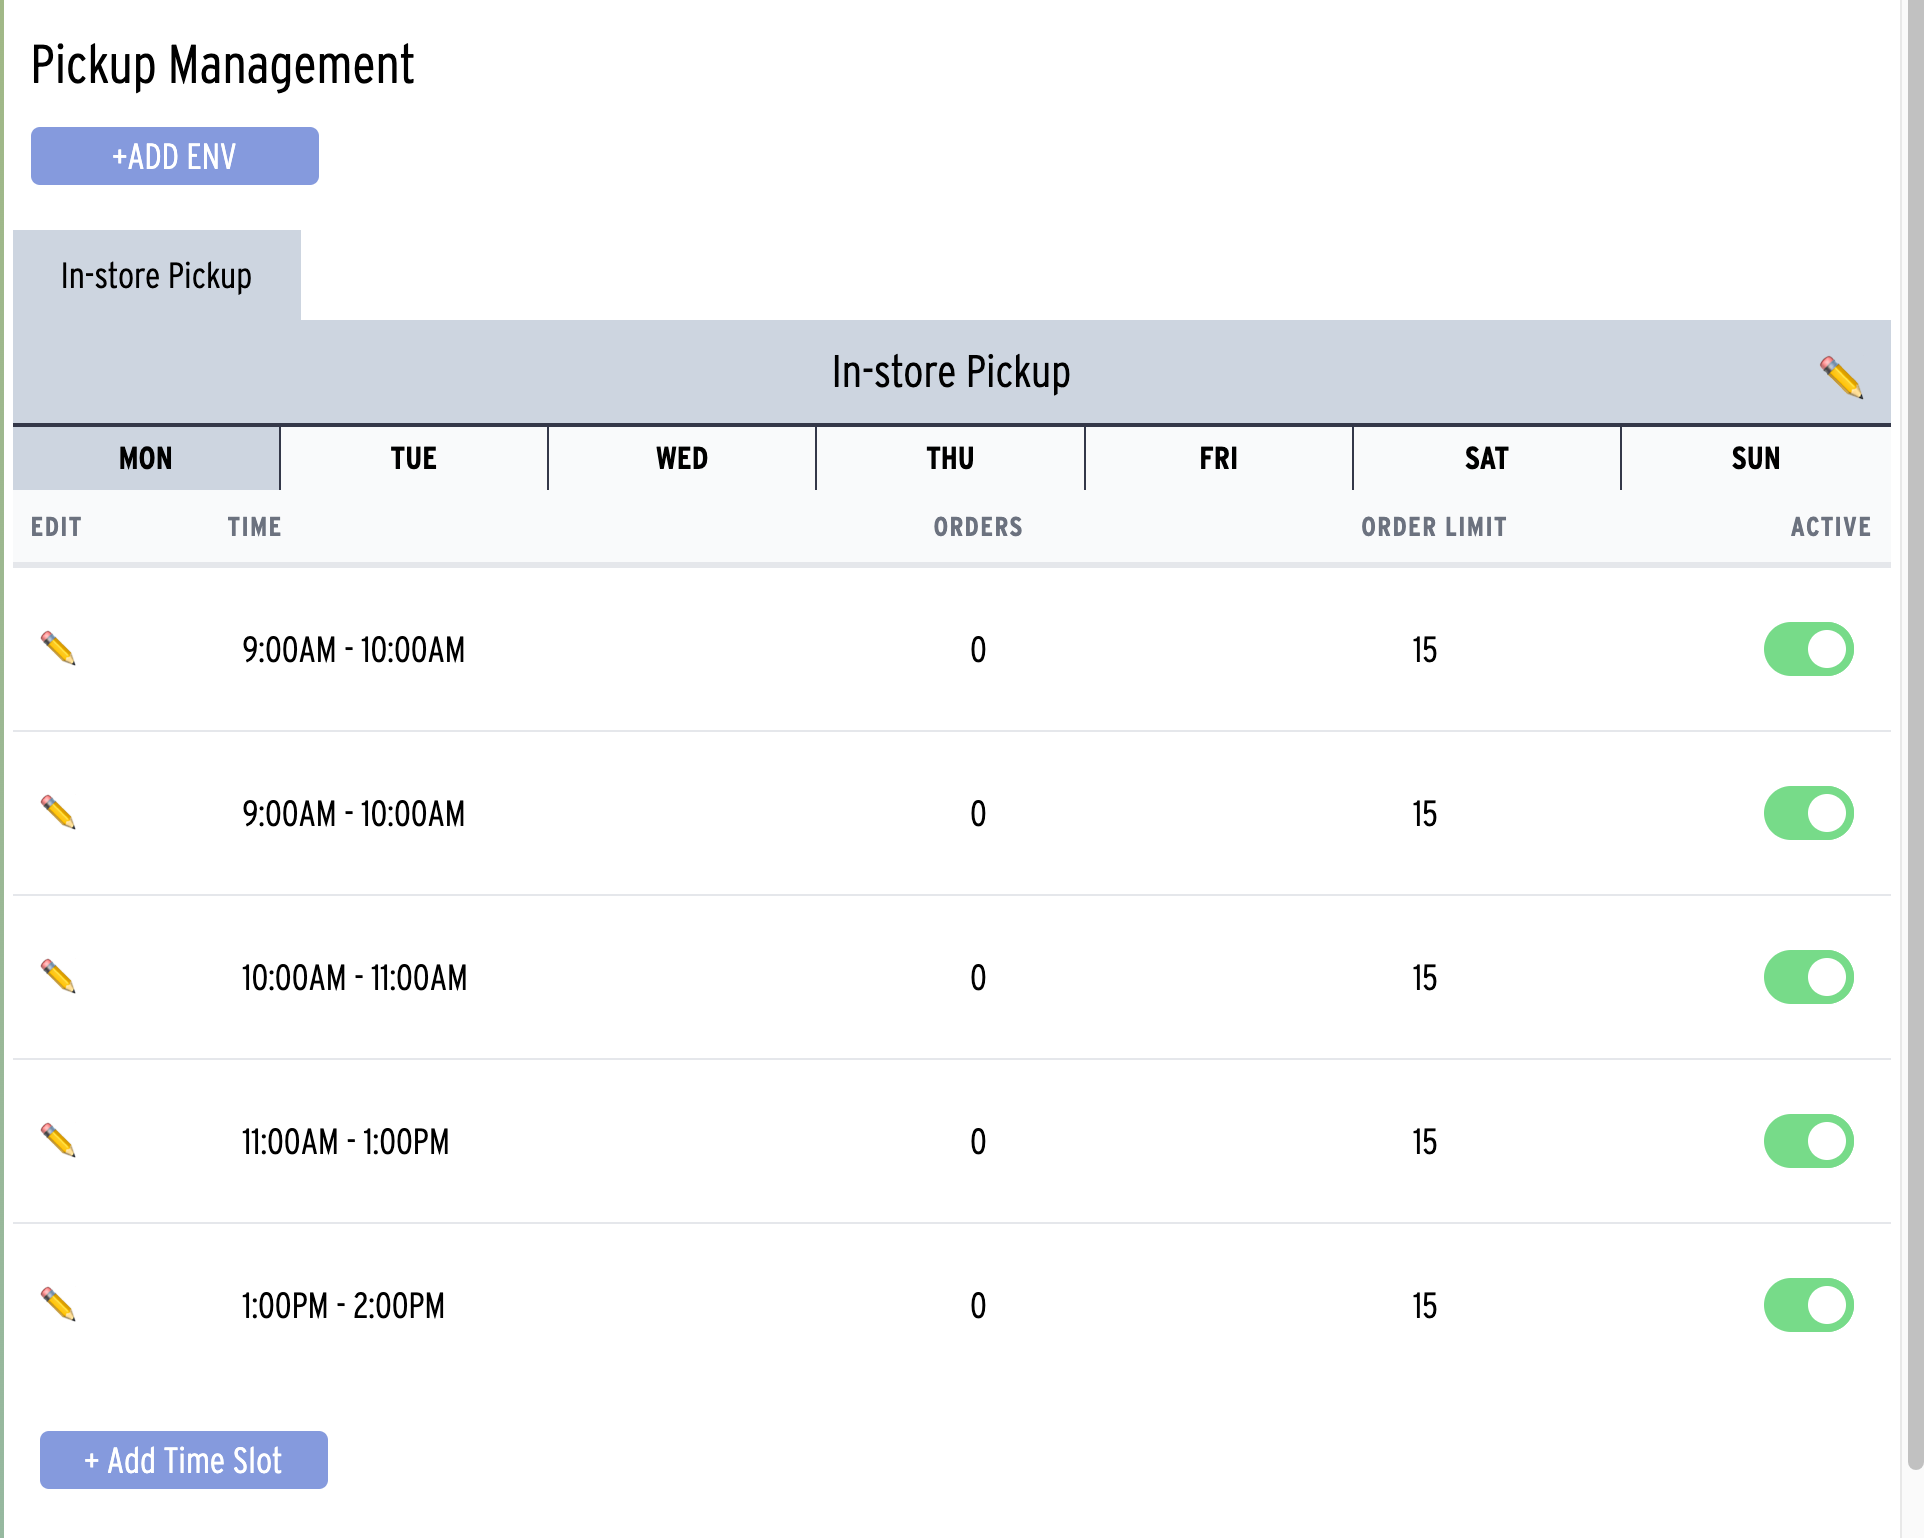 Pickup Management
+ADD ENV
In-store Pickup
In-store Pickup
MON TUE WED THU FRI SAT SUN
EDIT TIME ORDERS ORDER LIMIT ACTIVE
9:00AM - 10:00AM 0 15
9:00AM - 10:00AM 0 15
10:00AM - 11:00AM 0 15
11:00AM - 1:00PM 0 15
1:00PM - 2:00PM 0 15
+ Add Time Slot